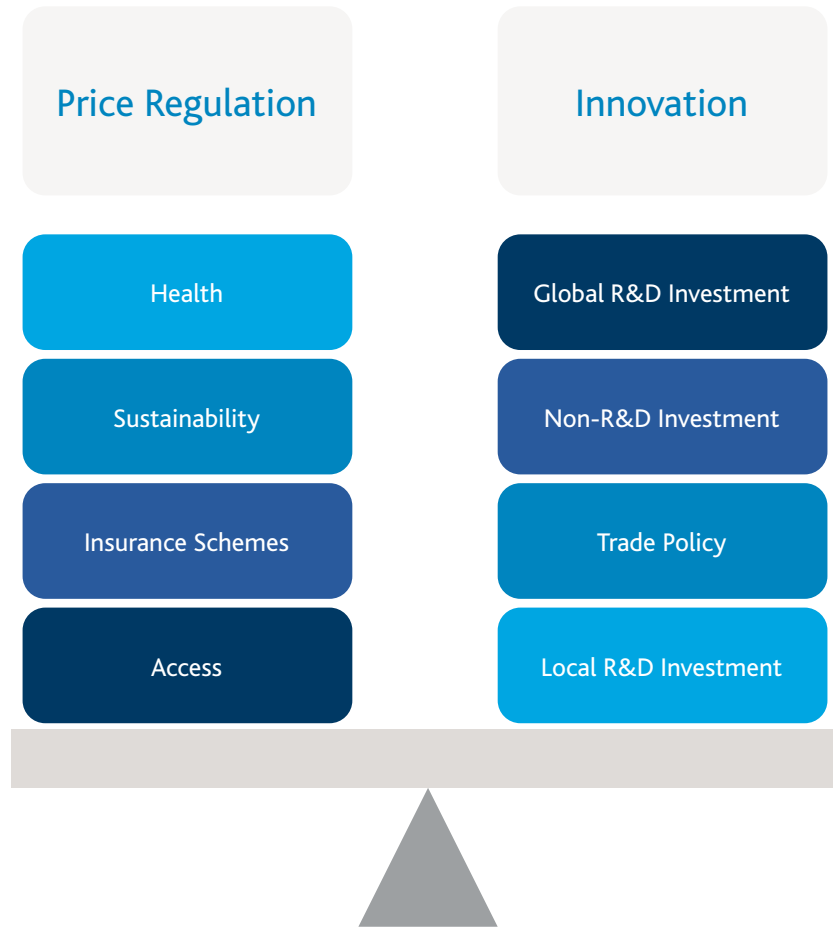 Price Regulation
Innovation
Health
Global R&D Investment
Sustainability
Non-R&D Investment
Insurance Schemes
Trade Policy
Access
Local R&D Investment